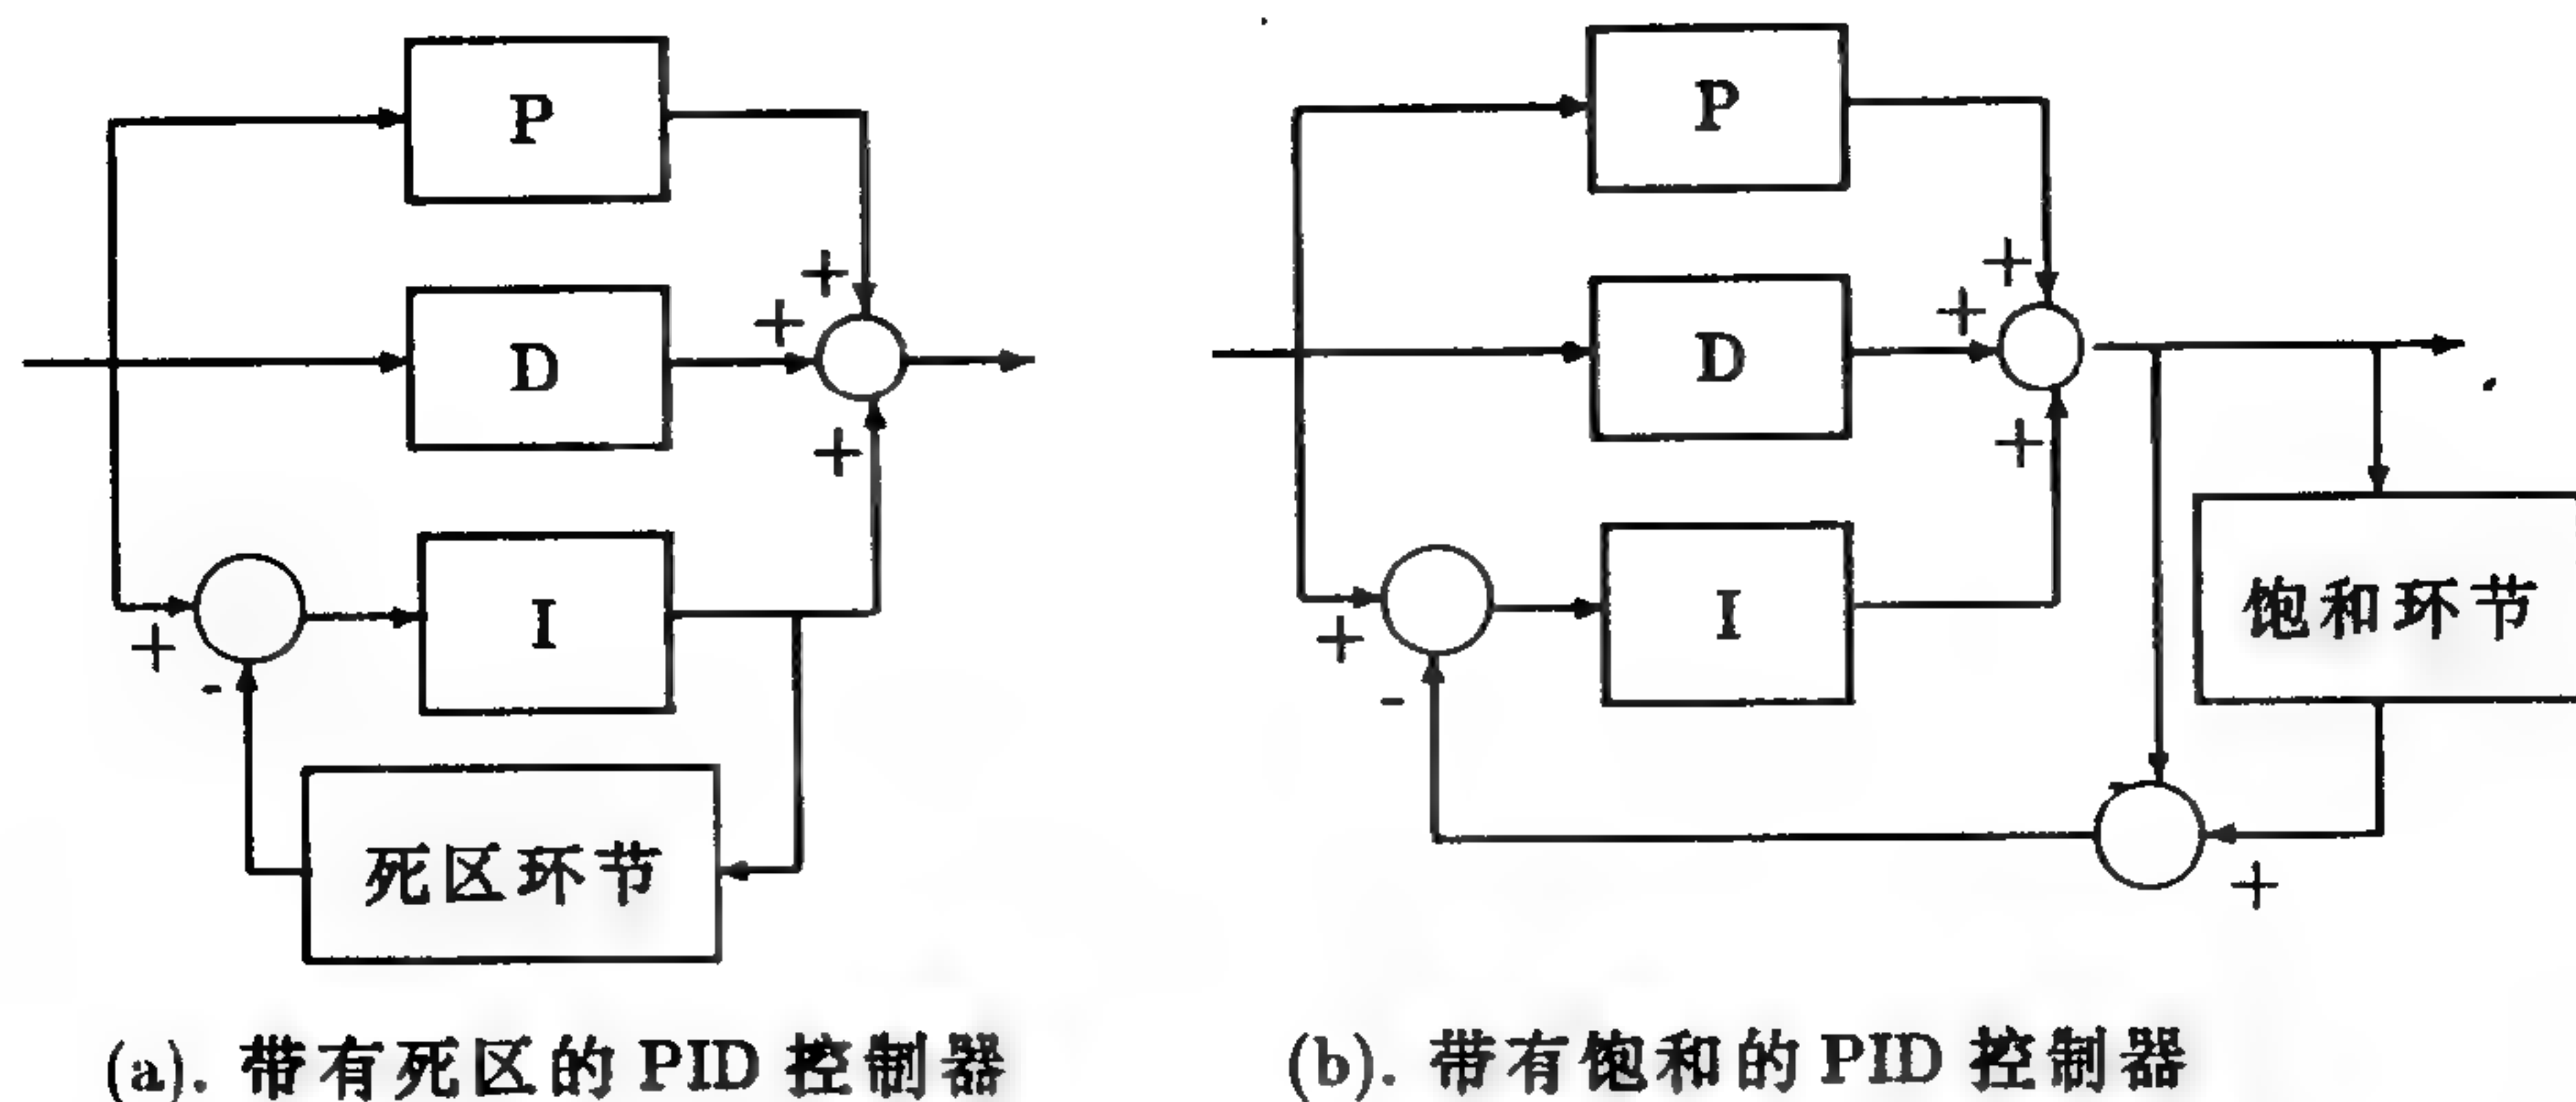 P
D
I
+
+
+
+
-
死区环节
(a). 带有死区的 PID 控制器
P
D
I
+
+
+
+
-
饱和环节
-
+
(b). 带有饱和的 PID 控制器